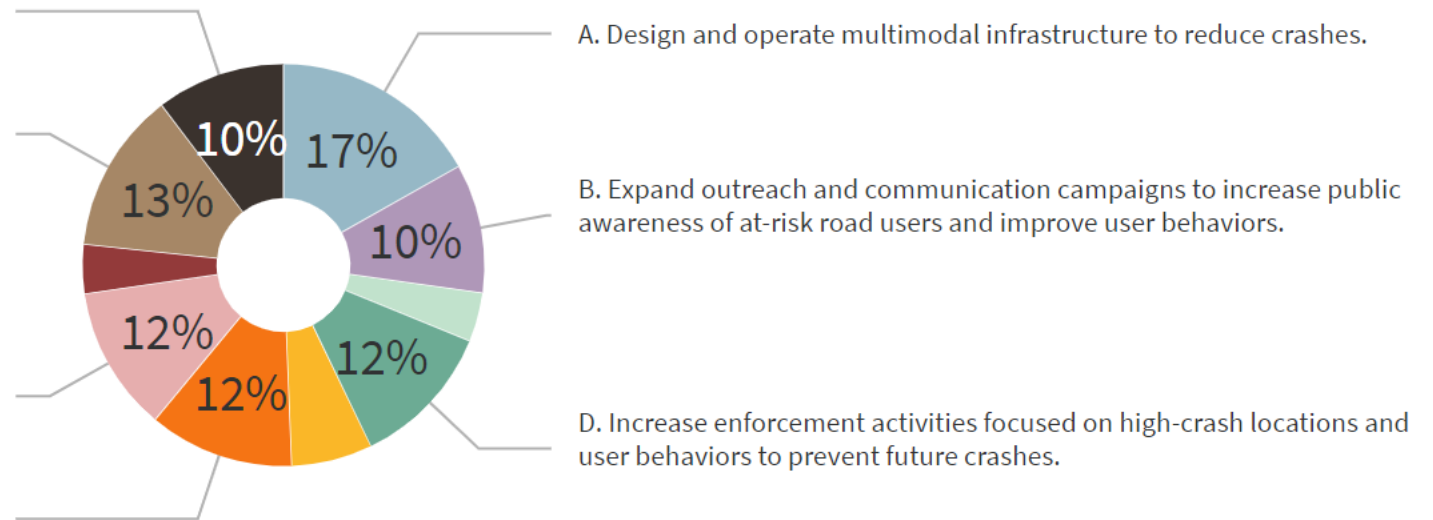 A. Design and operate multimodal infrastructure to reduce crashes.
10%
17%
B. Expand outreach and communication campaigns to increase public
awareness of at-risk road users and improve user behaviors.
13%
10%
12%
12%
12%
D. Increase enforcement activities focused on high-crash locations and
user behaviors to prevent future crashes.